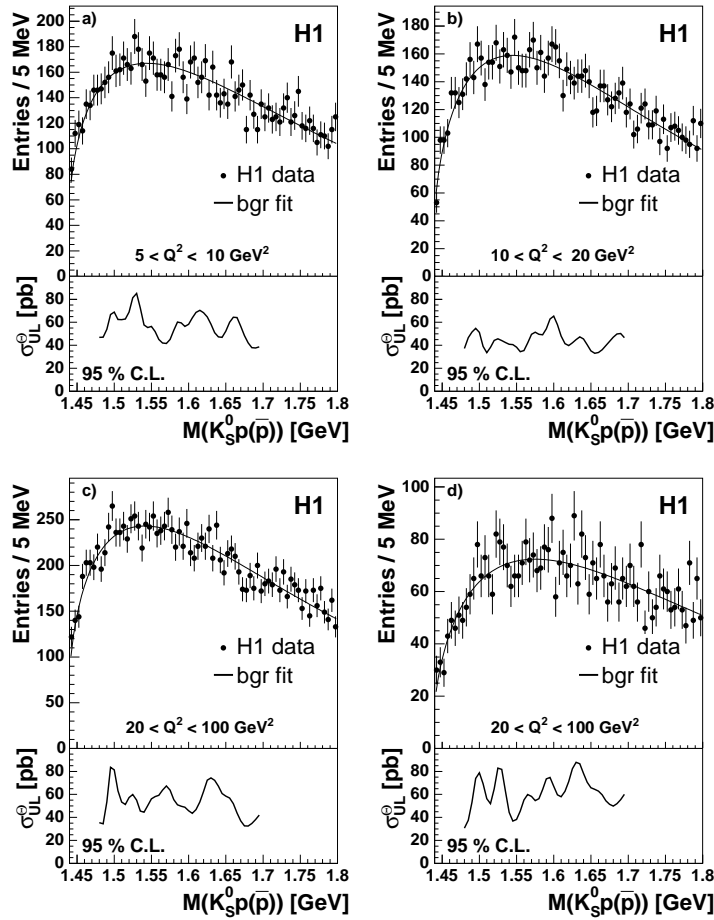 a) H1
Entries / 5 MeV
200
180
160
140
120
100
80
60
40
20
0
H1 data
bgr fit
5 < Q² < 10 GeV²
σ_UL^Θ [pb]
80
60
40
20
0
95 % C.L.
1.45 1.5 1.55 1.6 1.65 1.7 1.75 1.8
M(K⁰_S p(p̅)) [GeV]
b) H1
Entries / 5 MeV
180
160
140
120
100
80
60
40
20
0
H1 data
bgr fit
10 < Q² < 20 GeV²
σ_UL^Θ [pb]
80
60
40
20
0
95 % C.L.
1.45 1.5 1.55 1.6 1.65 1.7 1.75 1.8
M(K⁰_S p(p̅)) [GeV]
c) H1
Entries / 5 MeV
250
200
150
100
50
0
H1 data
bgr fit
20 < Q² < 100 GeV²
σ_UL^Θ [pb]
80
60
40
20
0
95 % C.L.
1.45 1.5 1.55 1.6 1.65 1.7 1.75 1.8
M(K⁰_S p(p̅)) [GeV]
d) H1
Entries / 5 MeV
100
80
60
40
20
0
H1 data
bgr fit
20 < Q² < 100 GeV²
σ_UL^Θ [pb]
80
60
40
20
0
95 % C.L.
1.45 1.5 1.55 1.6 1.65 1.7 1.75 1.8
M(K⁰_S p(p̅)) [GeV]